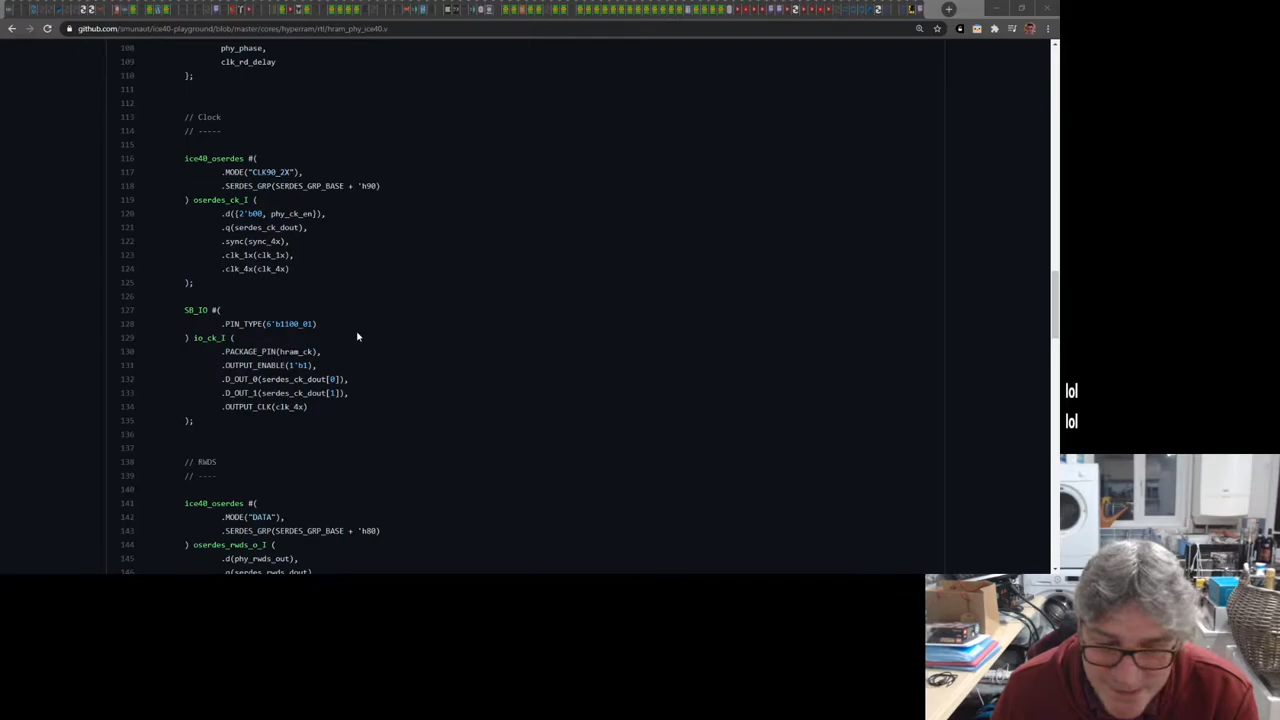 github.com/smunaut/ice40-playground/blob/master/cores/hyperram/rtl/hram_phy_ice40.v
108 phy_phase,
109 clk_rd_delay
110 };
111
112
113 // Clock
114 // -----
115
116 ice40_oserdes #(
117 .MODE("CLK90_2X"),
118 .SERDES_GRP(SERDES_GRP_BASE + 'h90)
119 ) oserdes_ck_I (
120 .d({2'b00, phy_ck_en}),
121 .q(serdes_ck_dout),
122 .sync(sync_4x),
123 .clk_1x(clk_1x),
124 .clk_4x(clk_4x)
125 );
126
127 SB_IO #(
128 .PIN_TYPE(6'b1100_01)
129 ) io_ck_I (
130 .PACKAGE_PIN(hram_ck),
131 .OUTPUT_ENABLE(1'b1),
132 .D_OUT_0(serdes_ck_dout[0]),
133 .D_OUT_1(serdes_ck_dout[1]),
134 .OUTPUT_CLK(clk_4x)
135 );
136
137
138 // RWDS
139 // ----
140
141 ice40_oserdes #(
142 .MODE("DATA"),
143 .SERDES_GRP(SERDES_GRP_BASE + 'h80)
144 ) oserdes_rwds_o_I (
145 .d(phy_rwds_out),
146 .q(serdes_rwds_dout),
lol
lol